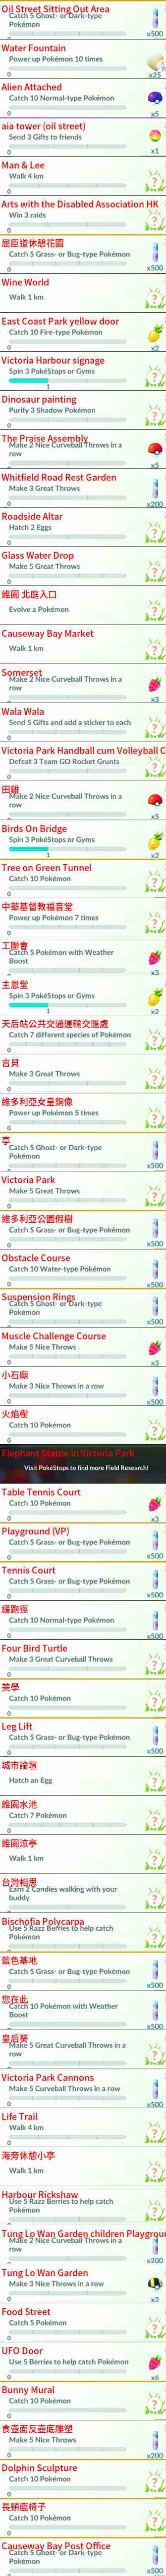 Oil Street Sitting Out Area
Catch 5 Ghost- or Dark-type
Pokémon
0
x500
Water Fountain
Power up Pokémon 10 times
0
x25
Alien Attached
Catch 10 Normal-type Pokémon
0
x5
aia tower (oil street)
Send 3 Gifts to friends
0
x1
Man & Lee
Walk 4 km
0
Arts with the Disabled Association HK
Win 3 raids
0
屈臣道休憩花園
Catch 5 Grass- or Bug-type Pokémon
0
x500
Wine World
Walk 1 km
East Coast Park yellow door
Catch 10 Fire-type Pokémon
0
x2
Victoria Harbour signage
Spin 3 PokéStops or Gyms
1
Dinosaur painting
Purify 3 Shadow Pokémon
0
The Praise Assembly
Make 2 Nice Curveball Throws in a
row
0
x5
Whitfield Road Rest Garden
Make 3 Great Throws
0
x200
Roadside Altar
Hatch 2 Eggs
0
Glass Water Drop
Make 5 Great Throws
0
維園 北庭入口
Evolve a Pokémon
Causeway Bay Market
Walk 1 km
Somerset
Make 2 Nice Curveball Throws in a
row
0
x3
Wala Wala
Send 5 Gifts and add a sticker to each
0
Victoria Park Handball cum Volleyball C
Defeat 3 Team GO Rocket Grunts
0
田雞
Make 2 Nice Curveball Throws in a
row
0
x5
Birds On Bridge
Spin 3 PokéStops or Gyms
1
x2
Tree on Green Tunnel
Catch 10 Pokémon
0
中華基督教福音堂
Power up Pokémon 7 times
0
工聯會
Catch 5 Pokémon with Weather
Boost
0
x3
主恩堂
Spin 3 PokéStops or Gyms
1
x2
天后站公共交通運輸交匯處
Catch 7 different species of Pokémon
0
吉貝
Make 3 Great Throws
0
維多利亞女皇銅像
Power up Pokémon 5 times
0
亭
Catch 5 Ghost- or Dark-type
Pokémon
0
x500
Victoria Park
Make 5 Great Throws
0
維多利亞公園假樹
Catch 5 Grass- or Bug-type Pokémon
0
x500
Obstacle Course
Catch 10 Water-type Pokémon
0
x500
Suspension Rings
Catch 5 Ghost- or Dark-type
Pokémon
0
x500
Muscle Challenge Course
Make 5 Nice Throws
0
x3
小石廟
Make 3 Nice Throws in a row
0
x500
火焰樹
Catch 10 Pokémon
0
Elephant Statue in Victoria Park
Visit PokéStops to find more Field Research!
Table Tennis Court
Catch 10 Pokémon
0
x3
Playground (VP)
Catch 5 Grass- or Bug-type Pokémon
0
x500
Tennis Court
Catch 5 Grass- or Bug-type Pokémon
0
x500
緩跑徑
Catch 10 Normal-type Pokémon
0
x500
Four Bird Turtle
Make 3 Great Curveball Throws
0
美學
Catch 10 Pokémon
0
Leg Lift
Catch 5 Grass- or Bug-type Pokémon
0
x500
城市論壇
Hatch an Egg
維園水池
Catch 7 Pokémon
0
維園涼亭
Walk 1 km
台灣相思
Earn 2 Candies walking with your
buddy
0
Bischofia Polycarpa
Use 5 Razz Berries to help catch
Pokémon
0
藍色基地
Catch 5 Grass- or Bug-type Pokémon
0
x500
您在此
Catch 10 Pokémon with Weather
Boost
0
x500
皇后葵
Make 5 Great Curveball Throws in a
row
0
Victoria Park Cannons
Make 5 Curveball Throws in a row
0
x500
Life Trail
Walk 4 km
0
海旁休憩小亭
Walk 1 km
Harbour Rickshaw
Use 5 Razz Berries to help catch
Pokémon
0
Tung Lo Wan Garden children Playgroun
Make 2 Nice Curveball Throws in a
row
0
x200
Tung Lo Wan Garden
Make 3 Nice Throws in a row
0
x2
Food Street
Catch 5 Pokémon
0
UFO Door
Use 5 Berries to help catch Pokémon
0
x6
Bunny Mural
Catch 10 Pokémon
0
食壺面反壺底雕塑
Make 5 Nice Throws
0
x200
Dolphin Sculpture
Catch 10 Pokémon
0
長頸鹿椅子
Catch 10 Pokémon
0
Causeway Bay Post Office
Catch 5 Ghost- or Dark-type
Pokémon
0
x500